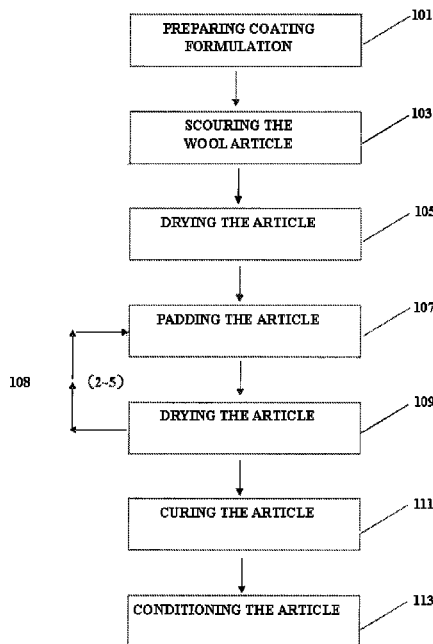 PREPARING COATING
FORMULATION
101
SCOURING THE
WOOL ARTICLE
103
DRYING THE ARTICLE
105
PADDING THE ARTICLE
107
108
(2~5)
DRYING THE ARTICLE
109
CURING THE ARTICLE
111
CONDITIONING THE ARTICLE
113